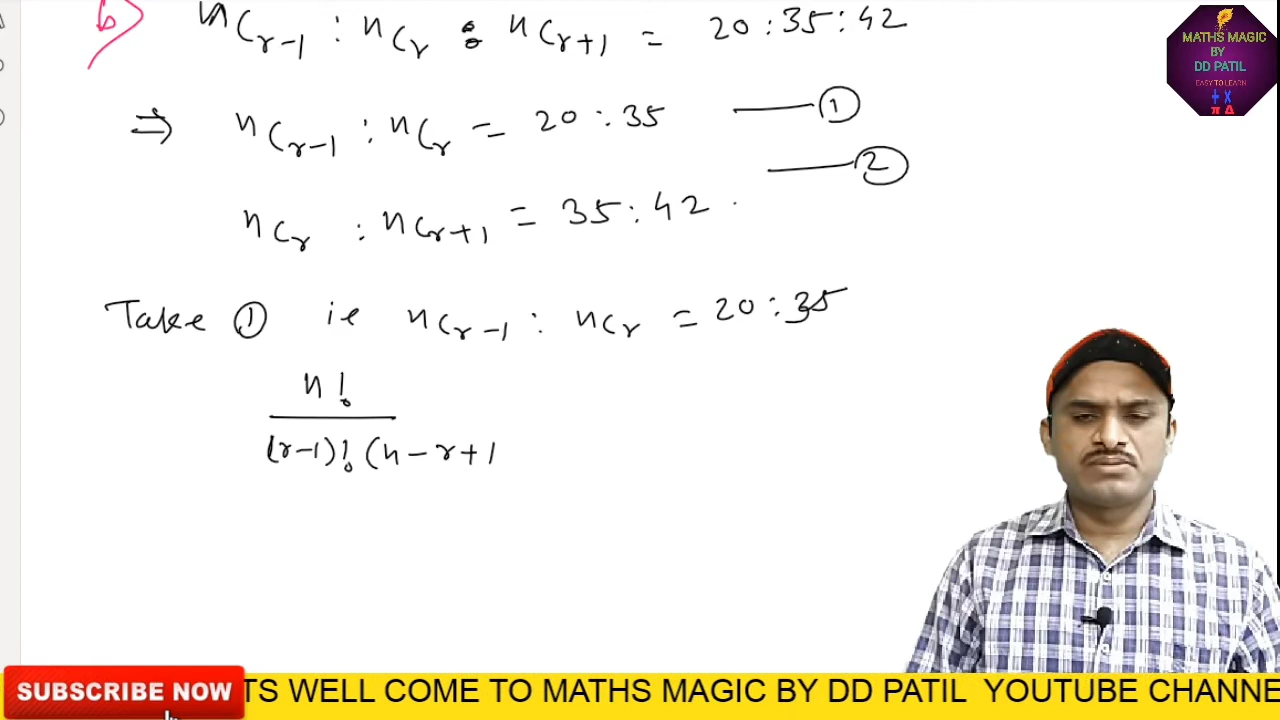 6) nCr-1 : nCr : nCr+1 = 20:35:42
⇒ nCr-1 : nCr = 20:35 —— ①
—— ②
nCr : nCr+1 = 35:42
Take ① ie nCr-1 : nCr = 20:35
n!
(r-1)! (n-r+1
MATHS MAGIC
BY
DD PATIL
EASY TO LEARN
+ X
π Δ
SUBSCRIBE NOW
TS WELL COME TO MATHS MAGIC BY DD PATIL YOUTUBE CHANNE